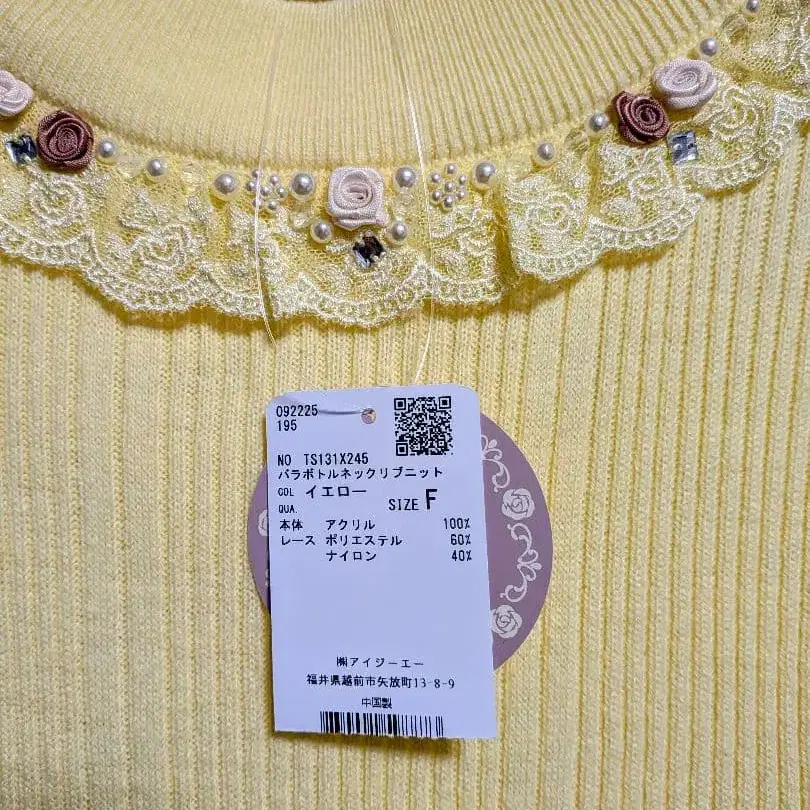 092225
195
NO TS131X245
バラボトルネックリブニット
COL イエロー
QUA. SIZE F
本体 アクリル 100%
レース ポリエステル 60%
ナイロン 40%
㈱アイジーエー
福井県越前市矢放町13-8-9
中国製